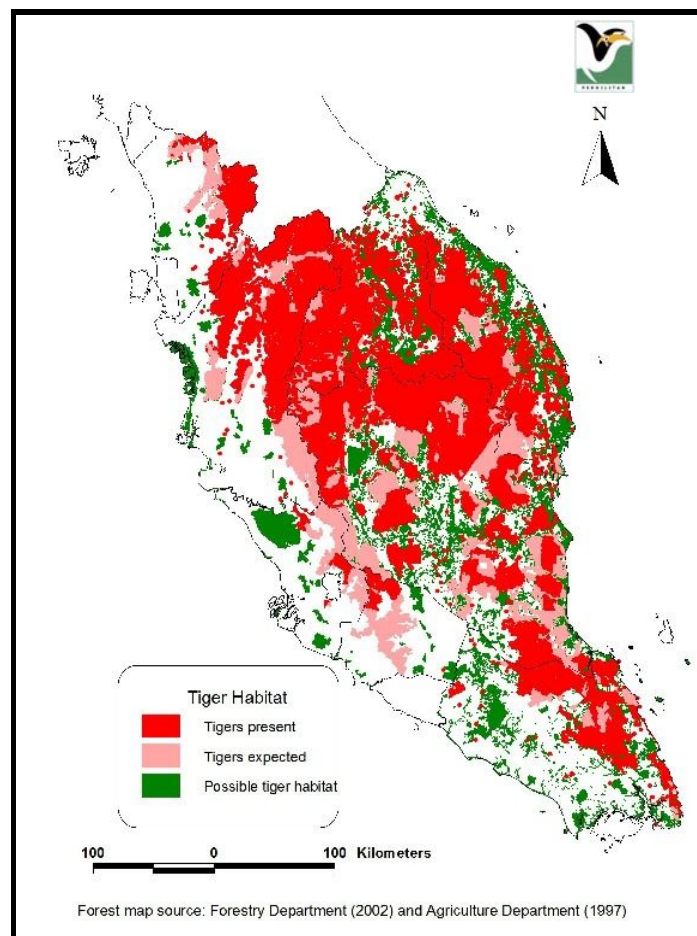 PERHILITAN
N
Tiger Habitat
Tigers present
Tigers expected
Possible tiger habitat
100 0 100 Kilometers
Forest map source: Forestry Department (2002) and Agriculture Department (1997)